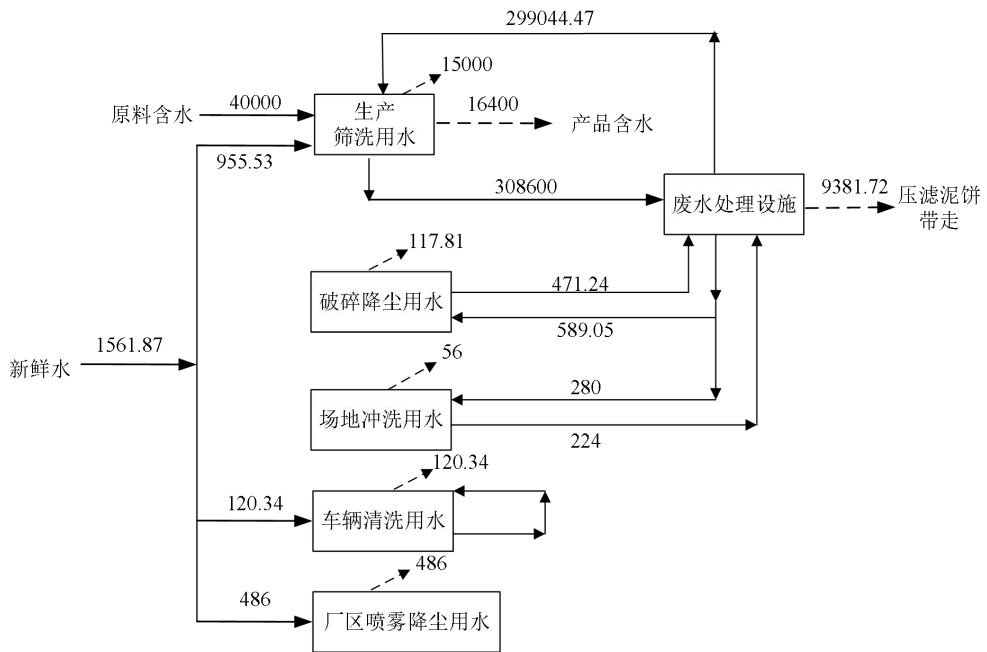 299044.47
15000
原料含水
40000
生产
筛洗用水
16400
产品含水
955.53
308600
废水处理设施
9381.72
压滤泥饼
带走
117.81
破碎降尘用水
471.24
589.05
新鲜水
1561.87
56
场地冲洗用水
280
224
120.34
120.34
车辆清洗用水
486
486
厂区喷雾降尘用水